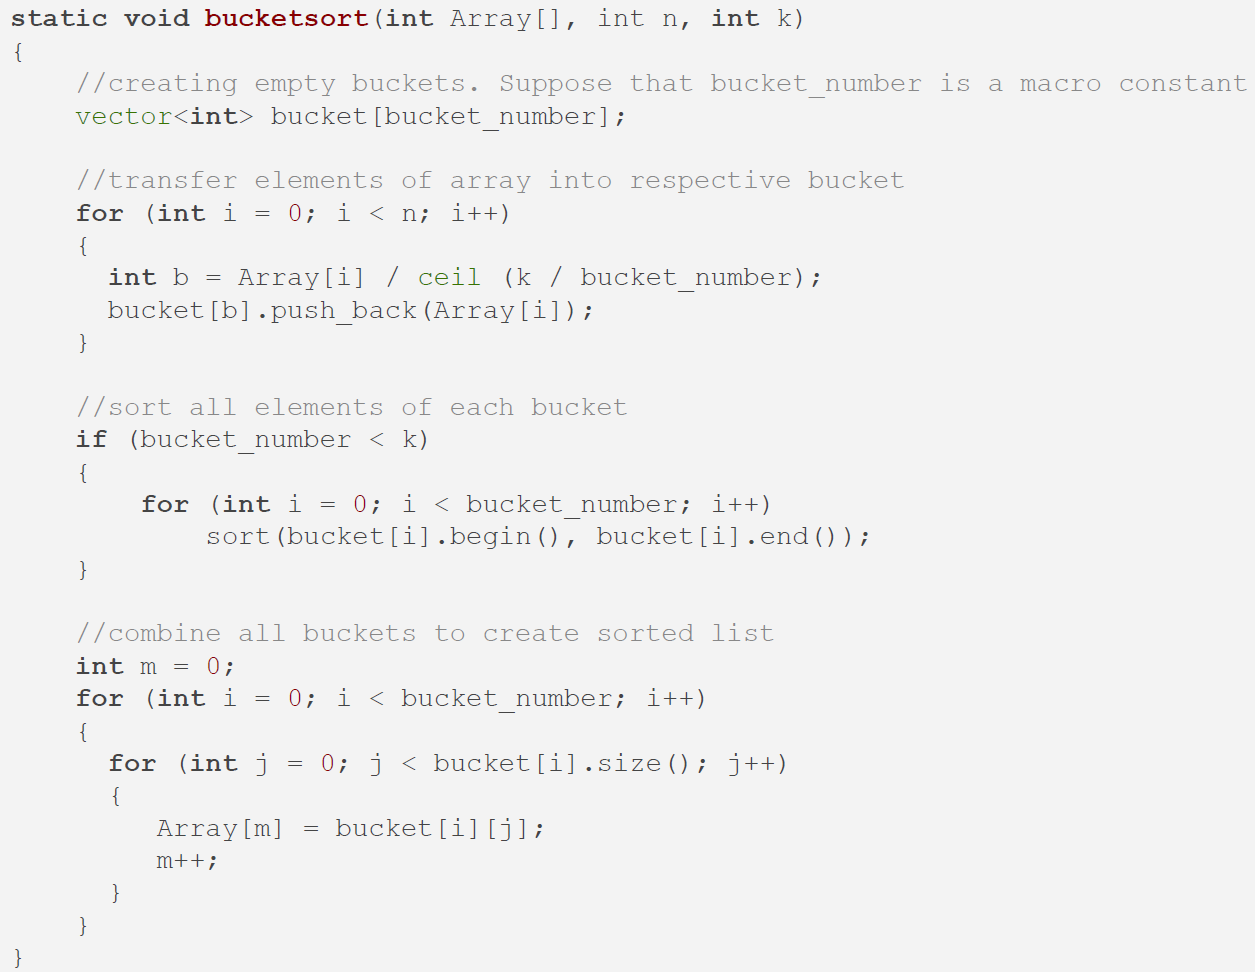 static void bucketsort(int Array[], int n, int k)
{
    //creating empty buckets. Suppose that bucket_number is a macro constant
    vector<int> bucket[bucket_number];

    //transfer elements of array into respective bucket
    for (int i = 0; i < n; i++)
    {
      int b = Array[i] / ceil (k / bucket_number);
      bucket[b].push_back(Array[i]);
    }

    //sort all elements of each bucket
    if (bucket_number < k)
    {
        for (int i = 0; i < bucket_number; i++)
            sort(bucket[i].begin(), bucket[i].end());
    }

    //combine all buckets to create sorted list
    int m = 0;
    for (int i = 0; i < bucket_number; i++)
    {
      for (int j = 0; j < bucket[i].size(); j++)
      {
         Array[m] = bucket[i][j];
         m++;
      }
    }
}